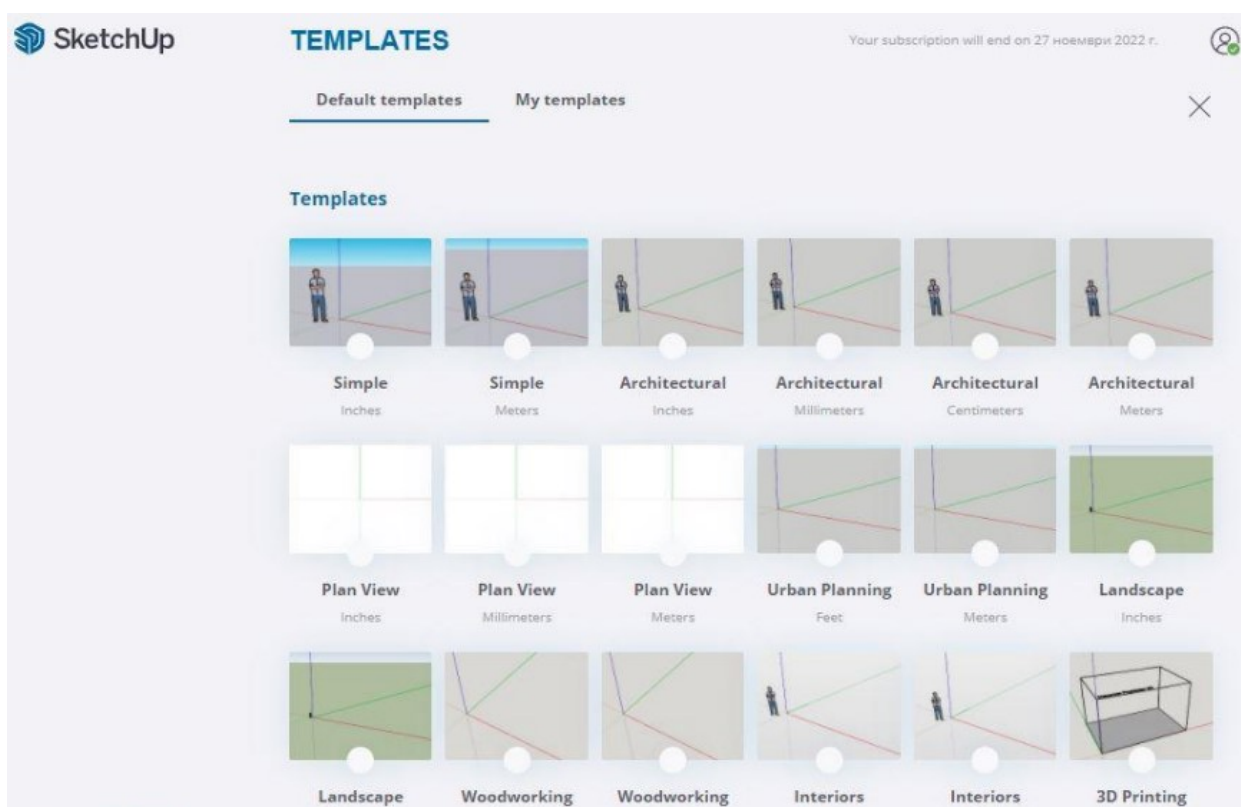 SketchUp
TEMPLATES
Your subscription will end on 27 ноември 2022 г.
Default templates My templates
Templates
Simple Simple Architectural Architectural Architectural Architectural
Inches Meters Inches Millimeters Centimeters Meters
Plan View Plan View Plan View Urban Planning Urban Planning Landscape
Inches Millimeters Meters Feet Meters Inches
Landscape Woodworking Woodworking Interiors Interiors 3D Printing